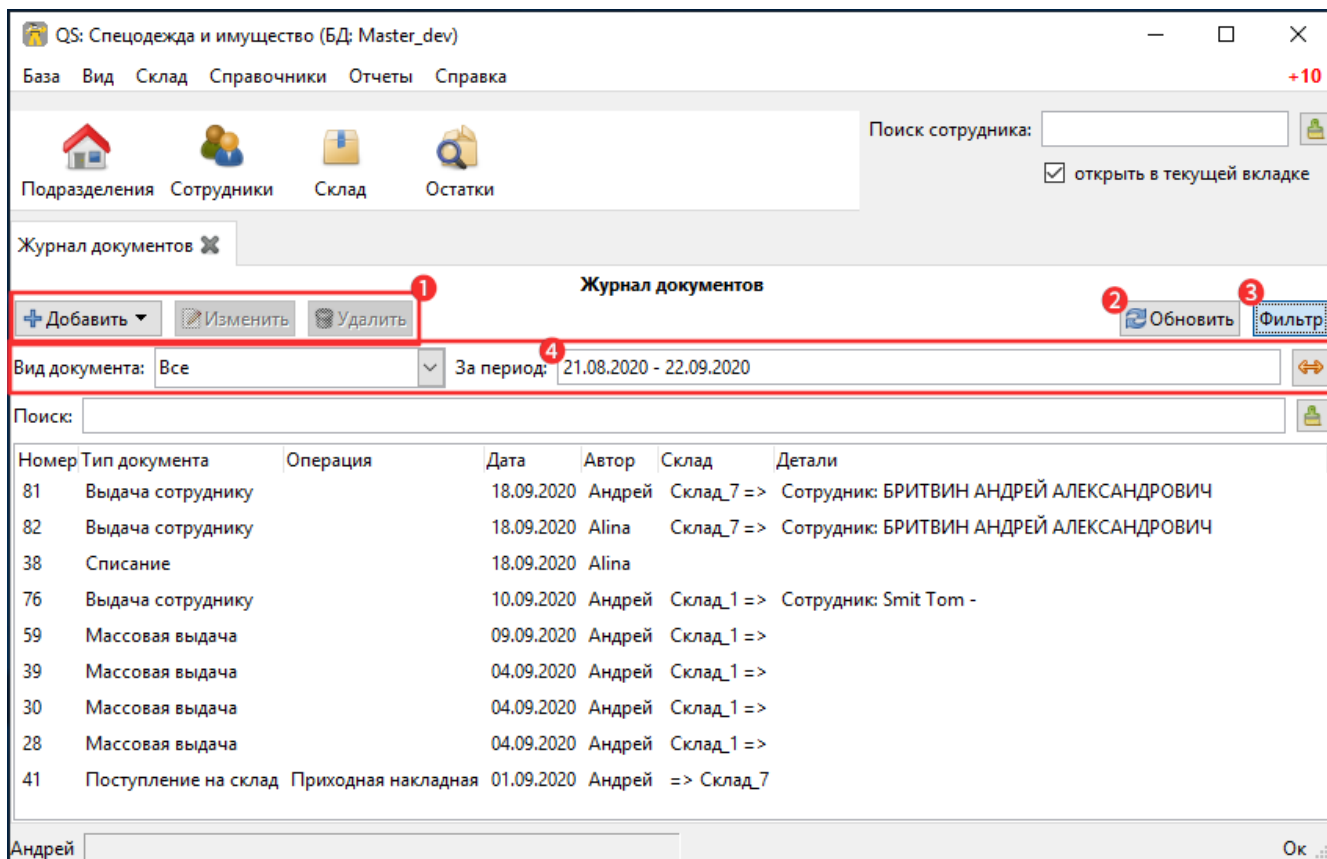 QS: Спецодежда и имущество (БД: Master_dev)
База Вид Склад Справочники Отчеты Справка +10
Поиск сотрудника:
открыть в текущей вкладке
Подразделения Сотрудники Склад Остатки
Журнал документов
Журнал документов
1
2
3
Добавить Изменить Удалить Обновить Фильтр
4
Вид документа: Все За период: 21.08.2020 - 22.09.2020
Поиск:
Номер Тип документа Операция Дата Автор Склад Детали
81 Выдача сотруднику 18.09.2020 Андрей Склад_7 => Сотрудник: БРИТВИН АНДРЕЙ АЛЕКСАНДРОВИЧ
82 Выдача сотруднику 18.09.2020 Alina Склад_7 => Сотрудник: БРИТВИН АНДРЕЙ АЛЕКСАНДРОВИЧ
38 Списание 18.09.2020 Alina
76 Выдача сотруднику 10.09.2020 Андрей Склад_1 => Сотрудник: Smit Tom -
59 Массовая выдача 09.09.2020 Андрей Склад_1 =>
39 Массовая выдача 04.09.2020 Андрей Склад_1 =>
30 Массовая выдача 04.09.2020 Андрей Склад_1 =>
28 Массовая выдача 04.09.2020 Андрей Склад_1 =>
41 Поступление на склад Приходная накладная 01.09.2020 Андрей => Склад_7
Андрей Ок